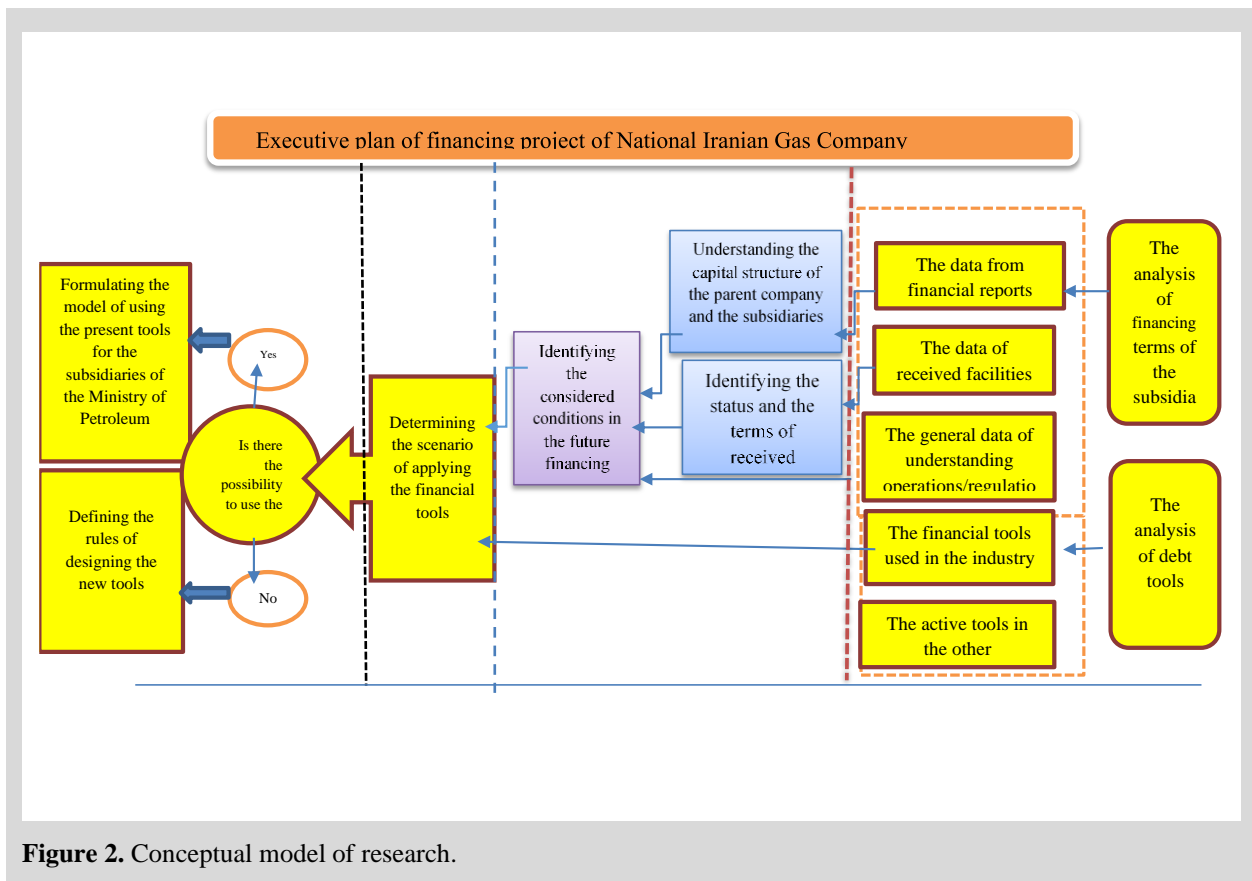 Executive plan of financing project of National Iranian Gas Company
Formulating the
model of using
the present tools
for the
subsidiaries of
the Ministry of
Petroleum
Defining the
rules of
designing the
new tools
Yes
Is there
the
possibility
to use the
No
Determining
the scenario
of applying
the financial
tools
Identifying
the
considered
conditions in
the future
financing
Understanding the
capital structure of
the parent company
and the subsidiaries
Identifying the
status and the
terms of
received
The data from
financial reports
The data of
received facilities
The general data of
understanding
operations/regulatio
The financial tools
used in the industry
The active tools in
the other
The
analysis
of
financing
terms of
the
subsidia
The
analysis
of debt
tools
Figure 2. Conceptual model of research.